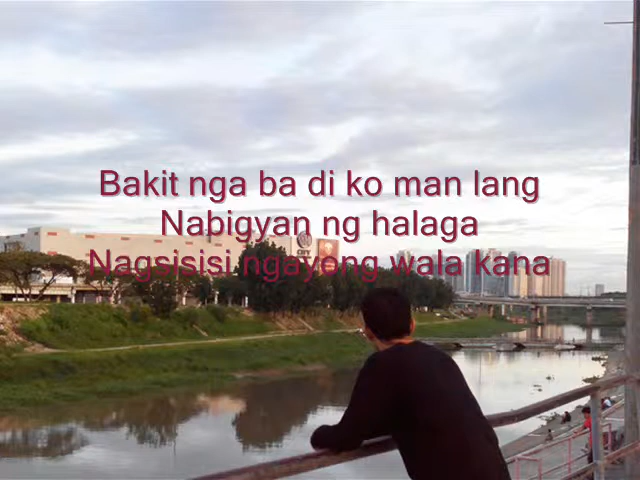 Bakit nga ba di ko man lang
Nabigyan ng halaga
Nagsisisi ngayong wala kana